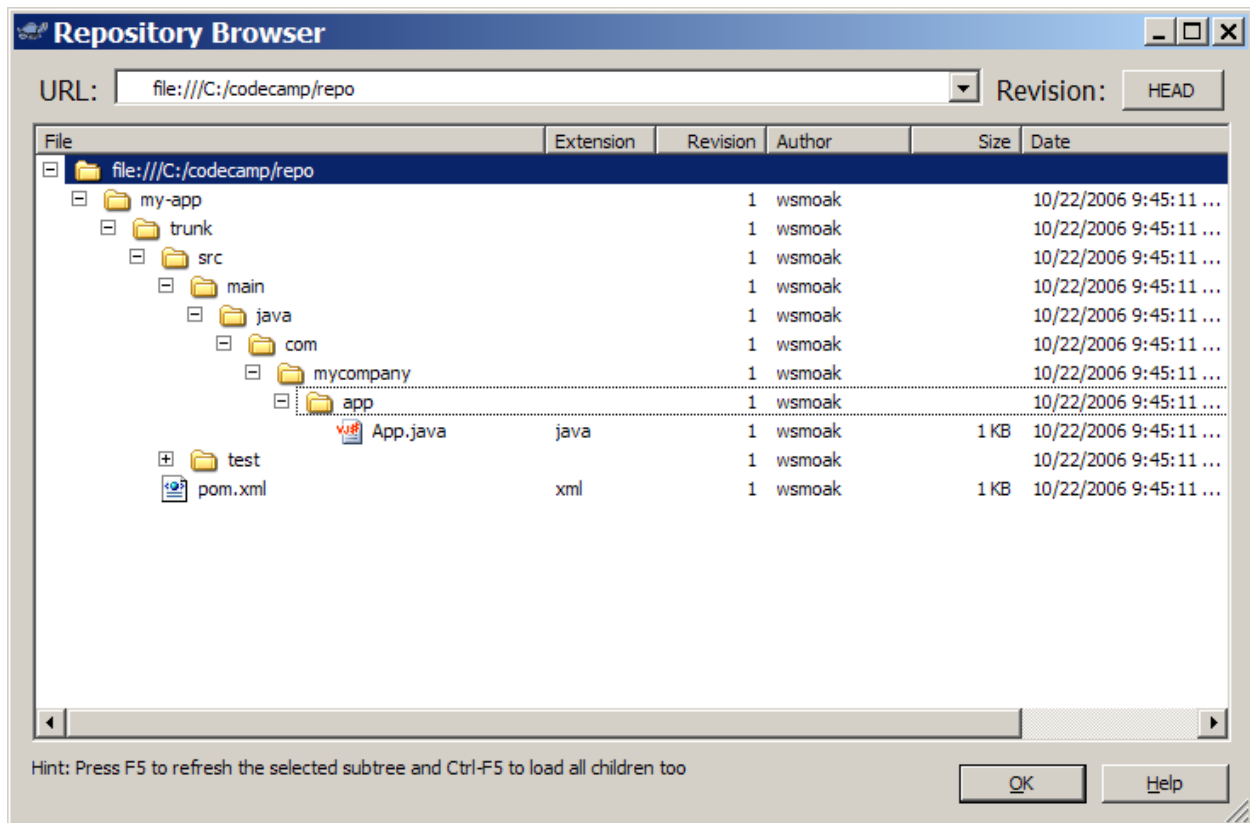 Repository Browser
URL: file:///C:/codecamp/repo Revision: HEAD
File Extension Revision Author Size Date
file:///C:/codecamp/repo
my-app 1 wsmoak 10/22/2006 9:45:11 ...
trunk 1 wsmoak 10/22/2006 9:45:11 ...
src 1 wsmoak 10/22/2006 9:45:11 ...
main 1 wsmoak 10/22/2006 9:45:11 ...
java 1 wsmoak 10/22/2006 9:45:11 ...
com 1 wsmoak 10/22/2006 9:45:11 ...
mycompany 1 wsmoak 10/22/2006 9:45:11 ...
app 1 wsmoak 10/22/2006 9:45:11 ...
App.java java 1 wsmoak 1 KB 10/22/2006 9:45:11 ...
test 1 wsmoak 10/22/2006 9:45:11 ...
pom.xml xml 1 wsmoak 1 KB 10/22/2006 9:45:11 ...
Hint: Press F5 to refresh the selected subtree and Ctrl-F5 to load all children too
OK Help